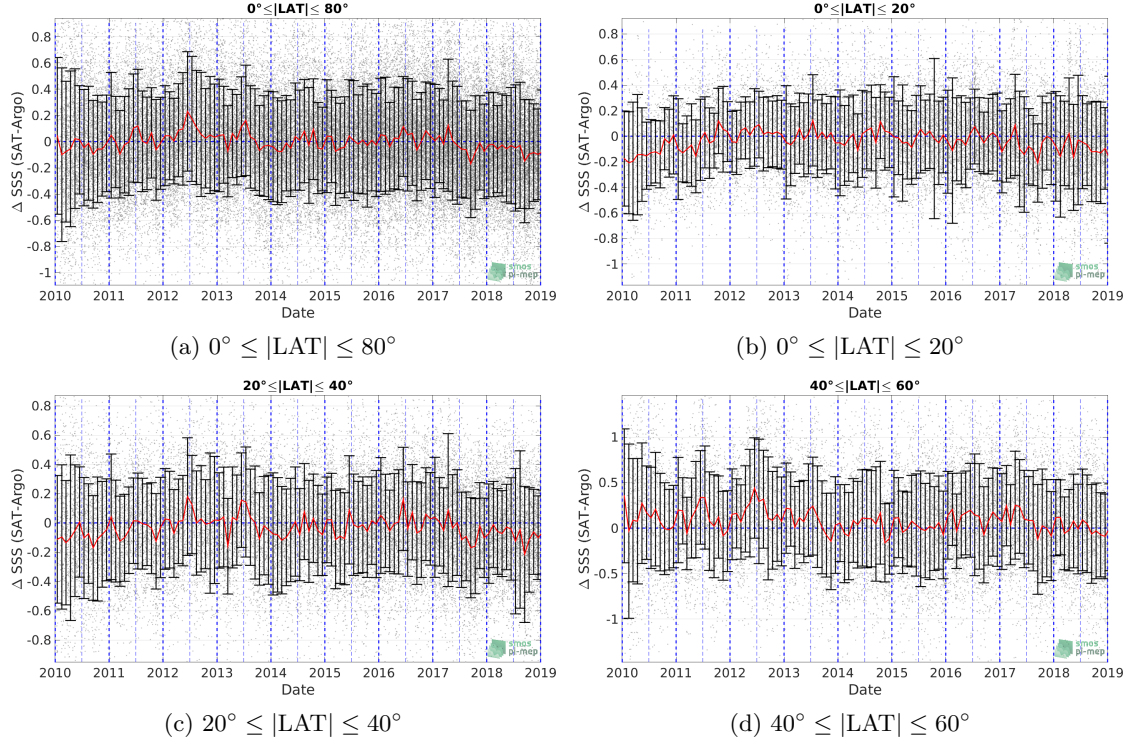 0°≤|LAT|≤ 80°
Δ SSS (SAT-Argo)
0.8
0.6
0.4
0.2
0
-0.2
-0.4
-0.6
-0.8
-1
2010 2011 2012 2013 2014 2015 2016 2017 2018 2019
Date
smos
pi-mep
(a) 0° ≤ |LAT| ≤ 80°
0°≤|LAT|≤ 20°
Δ SSS (SAT-Argo)
0.8
0.6
0.4
0.2
0
-0.2
-0.4
-0.6
-0.8
-1
2010 2011 2012 2013 2014 2015 2016 2017 2018 2019
Date
smos
pi-mep
(b) 0° ≤ |LAT| ≤ 20°
20°≤|LAT|≤ 40°
Δ SSS (SAT-Argo)
0.8
0.6
0.4
0.2
0
-0.2
-0.4
-0.6
-0.8
2010 2011 2012 2013 2014 2015 2016 2017 2018 2019
Date
smos
pi-mep
(c) 20° ≤ |LAT| ≤ 40°
40°≤|LAT|≤ 60°
Δ SSS (SAT-Argo)
1
0.5
0
-0.5
-1
2010 2011 2012 2013 2014 2015 2016 2017 2018 2019
Date
smos
pi-mep
(d) 40° ≤ |LAT| ≤ 60°